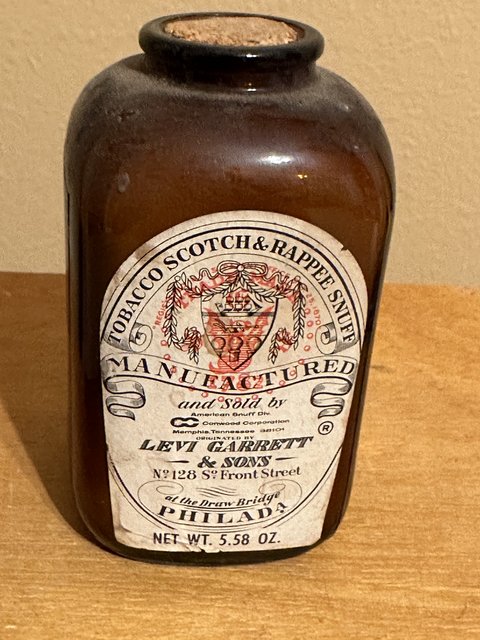 TOBACCO SCOTCH & RAPPEE SNUFF
MANUFACTURED
and Sold by
American Snuff Div.
Conwood Corporation
Memphis, Tennessee 38101
ORIGINATED BY
®
LEVI GARRETT
& SONS
Nº 128 Sº Front Street
at the Draw Bridge
PHILADA
NET WT. 5.58 OZ.